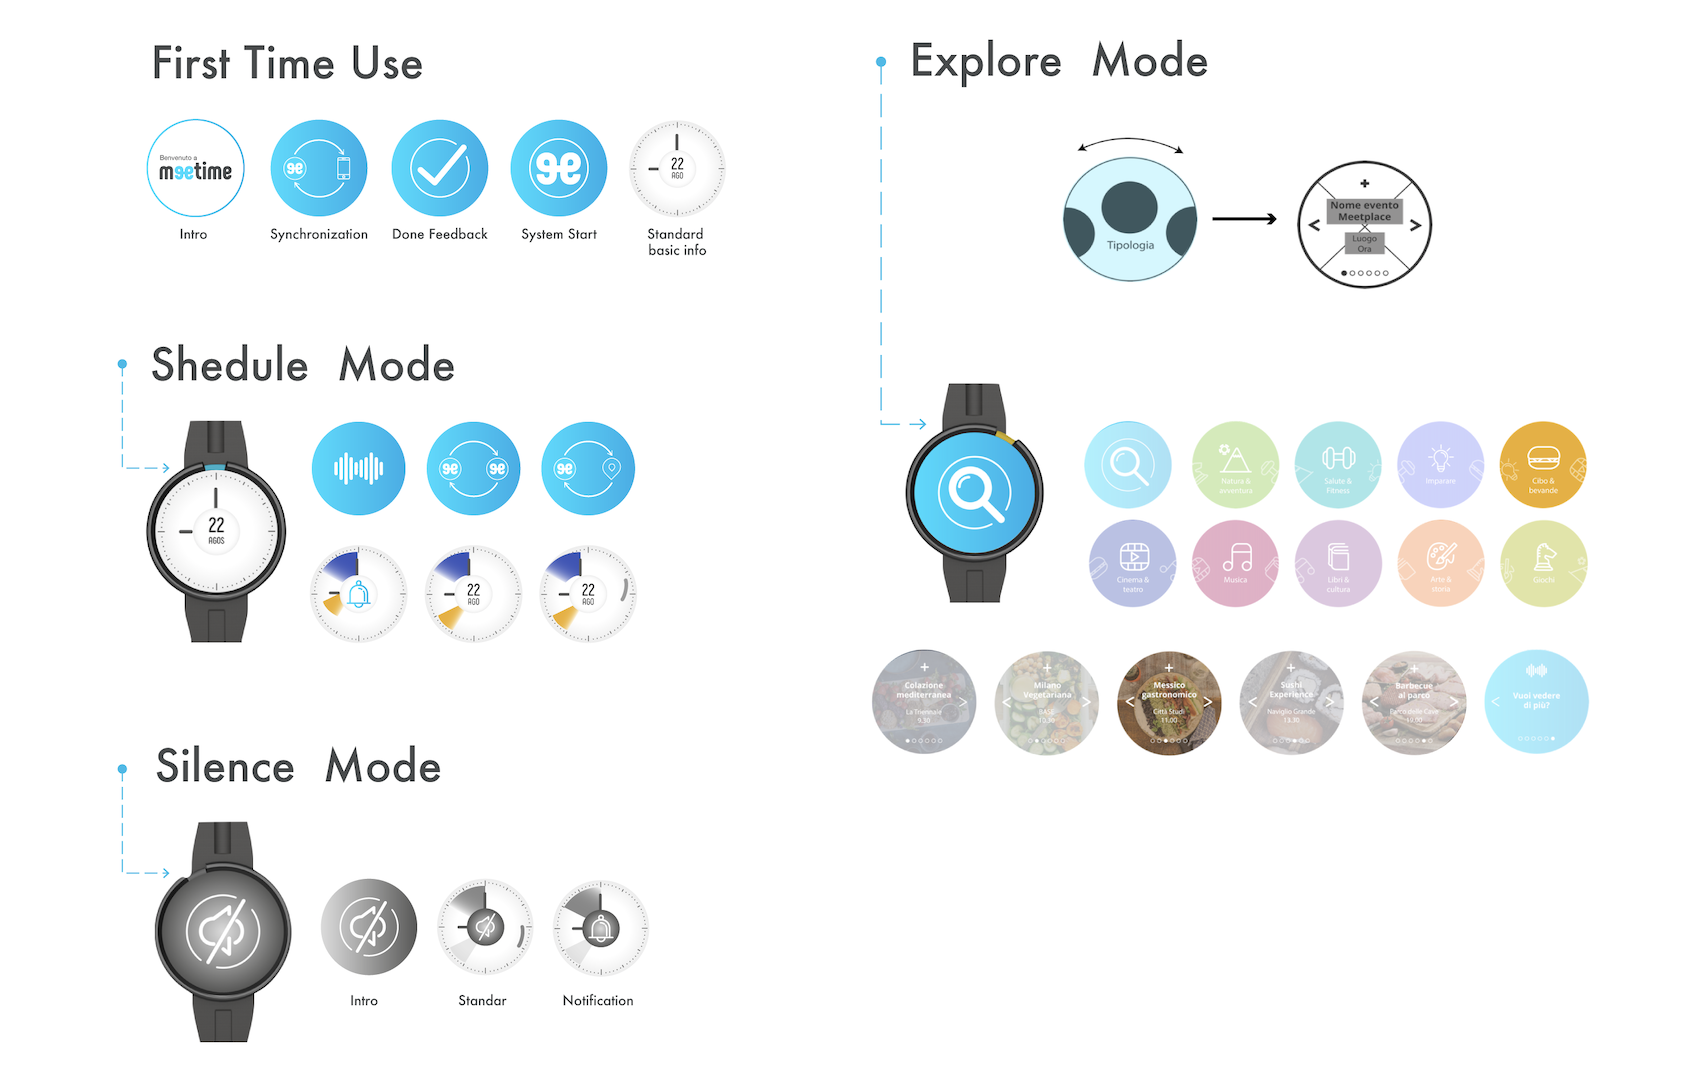 First Time Use
Benvenuto a
meetime
Intro
Synchronization
Done Feedback
System Start
22
AGO
Standard
basic info
Shedule Mode
22
AGOS
22
AGO
22
AGO
Silence Mode
Intro
Standar
Notification
Explore Mode
Tipologia
+
Nome evento
Meetplace
< >
Luogo
Ora
Natura &
avventura
Salute &
Fitness
Imparare
Cibo &
bevande
Cinema &
teatro
Musica
Libri &
cultura
Arte &
storia
Giochi
+
Colazione
mediterranea
>
La Triennale
9.30
+
Milano
Vegetariana
< >
BASE
10.30
+
Messico
gastronomico
< >
Città Studi
11.00
+
Sushi
Experience
< >
Naviglio Grande
13.30
+
Barbecue
al parco
< >
Parco delle Cave
19.00
Vuoi vedere
di più?
<